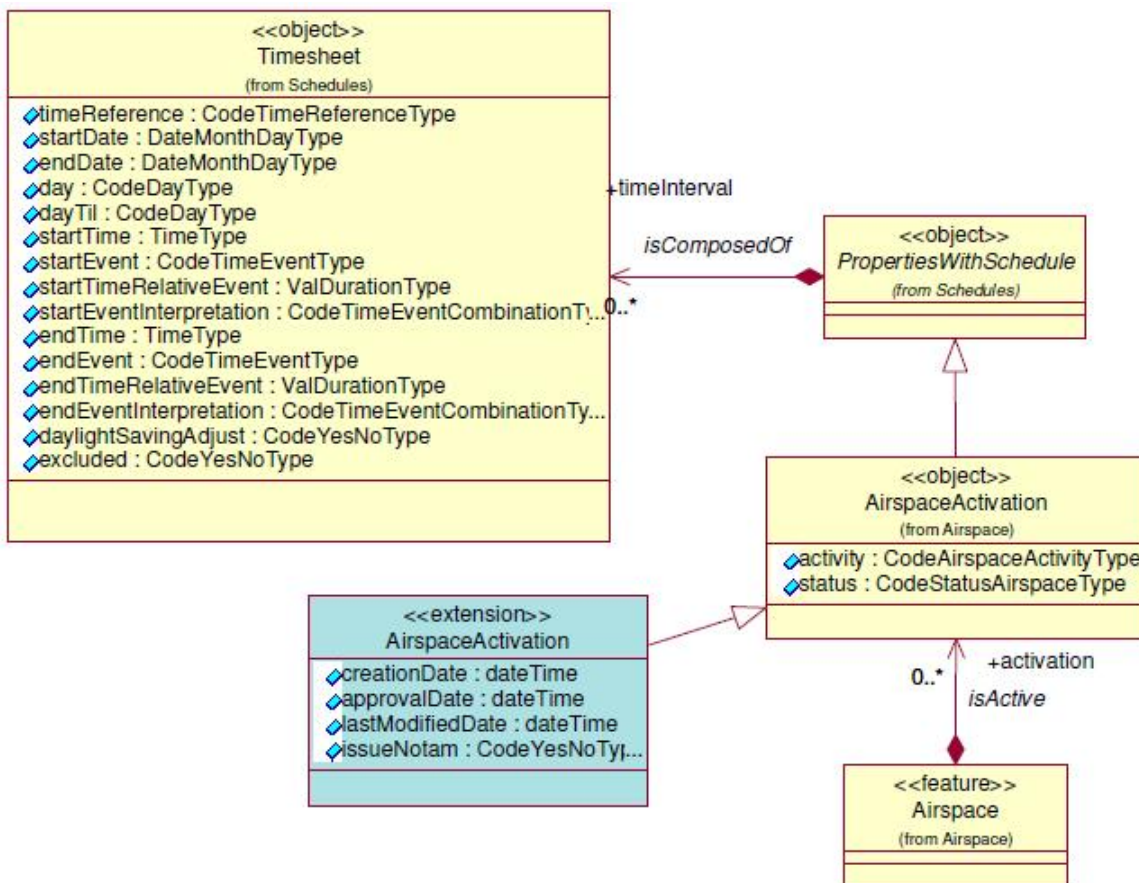 <<object>>
Timesheet
(from Schedules)
timeReference : CodeTimeReferenceType
startDate : DateMonthDayType
endDate : DateMonthDayType
day : CodeDayType
dayTil : CodeDayType
startTime : TimeType
startEvent : CodeTimeEventType
startTimeRelativeEvent : ValDurationType
startEventInterpretation : CodeTimeEventCombinationTy...
endTime : TimeType
endEvent : CodeTimeEventType
endTimeRelativeEvent : ValDurationType
endEventInterpretation : CodeTimeEventCombinationTy...
daylightSavingAdjust : CodeYesNoType
excluded : CodeYesNoType
+timeInterval
isComposedOf
0..*
<<object>>
PropertiesWithSchedule
(from Schedules)
<<object>>
AirspaceActivation
(from Airspace)
activity : CodeAirspaceActivityType
status : CodeStatusAirspaceType
<<extension>>
AirspaceActivation
creationDate : dateTime
approvalDate : dateTime
lastModifiedDate : dateTime
issueNotam : CodeYesNoTyp...
0..*
+activation
isActive
<<feature>>
Airspace
(from Airspace)